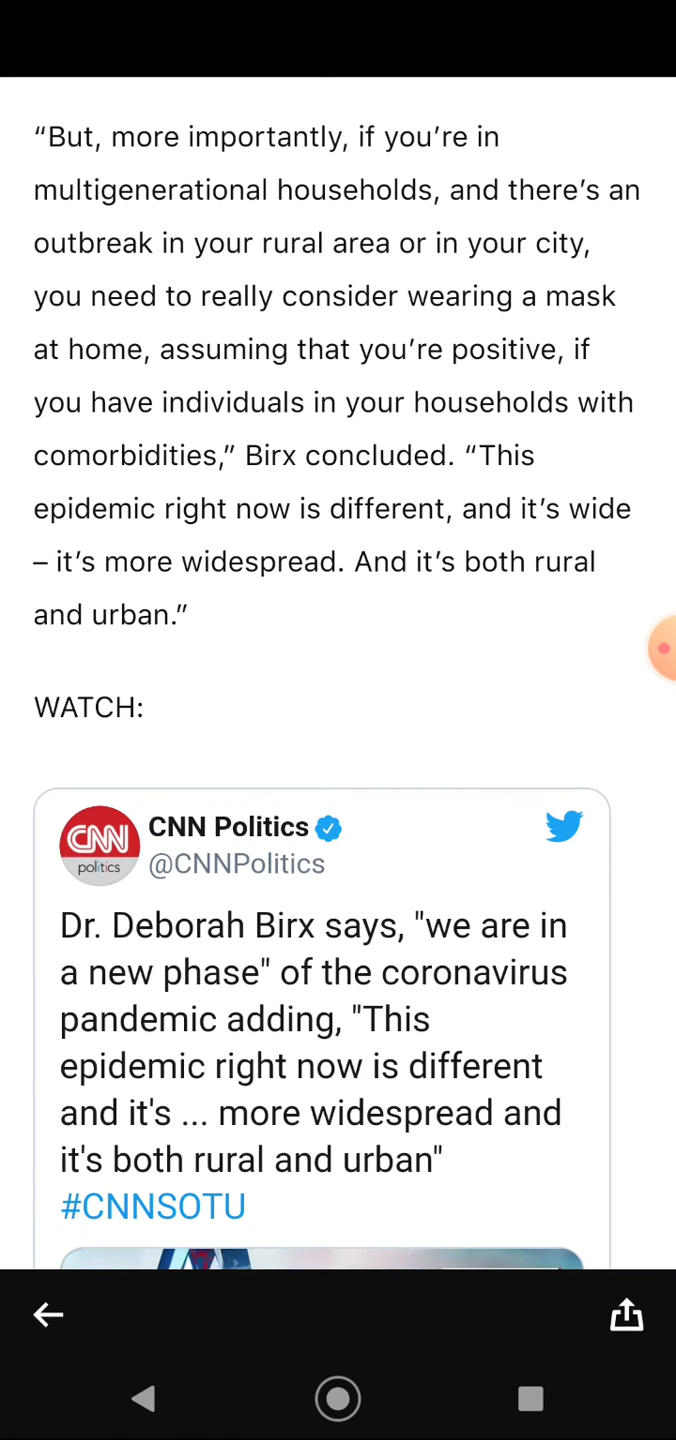 “But, more importantly, if you’re in
multigenerational households, and there’s an
outbreak in your rural area or in your city,
you need to really consider wearing a mask
at home, assuming that you’re positive, if
you have individuals in your households with
comorbidities,” Birx concluded. “This
epidemic right now is different, and it’s wide
– it’s more widespread. And it’s both rural
and urban.”
WATCH:
CNN
politics
CNN Politics
@CNNPolitics
Dr. Deborah Birx says, "we are in
a new phase" of the coronavirus
pandemic adding, "This
epidemic right now is different
and it's ... more widespread and
it's both rural and urban"
#CNNSOTU